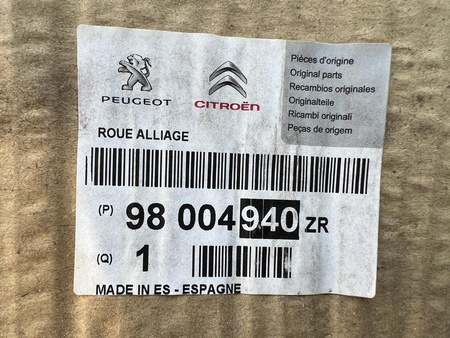 PEUGEOT
CITROËN
Pièces d'origine
Original parts
Recambios originales
Originalteile
Ricambi originali
Peças de origem
ROUE ALLIAGE
(P) 98 004 940 ZR
(Q) 1
MADE IN ES - ESPAGNE